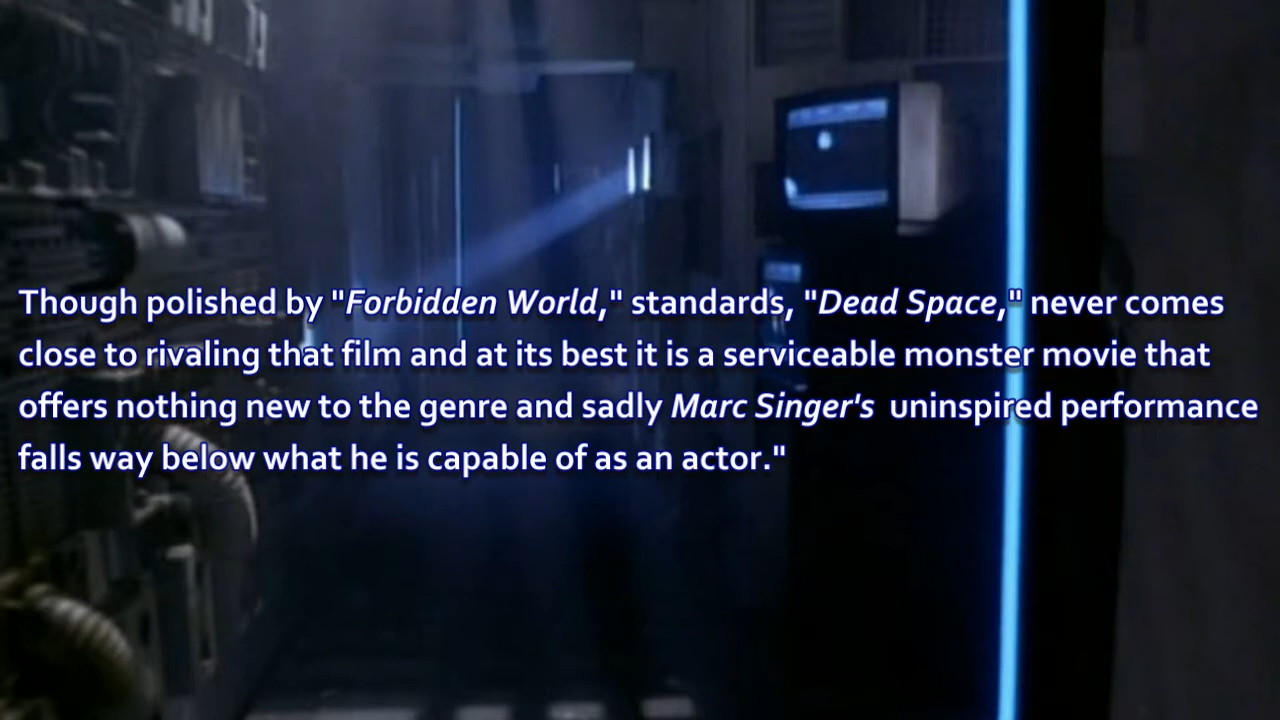 Though polished by "Forbidden World," standards, "Dead Space," never comes
close to rivaling that film and at its best it is a serviceable monster movie that
offers nothing new to the genre and sadly Marc Singer's uninspired performance
falls way below what he is capable of as an actor."